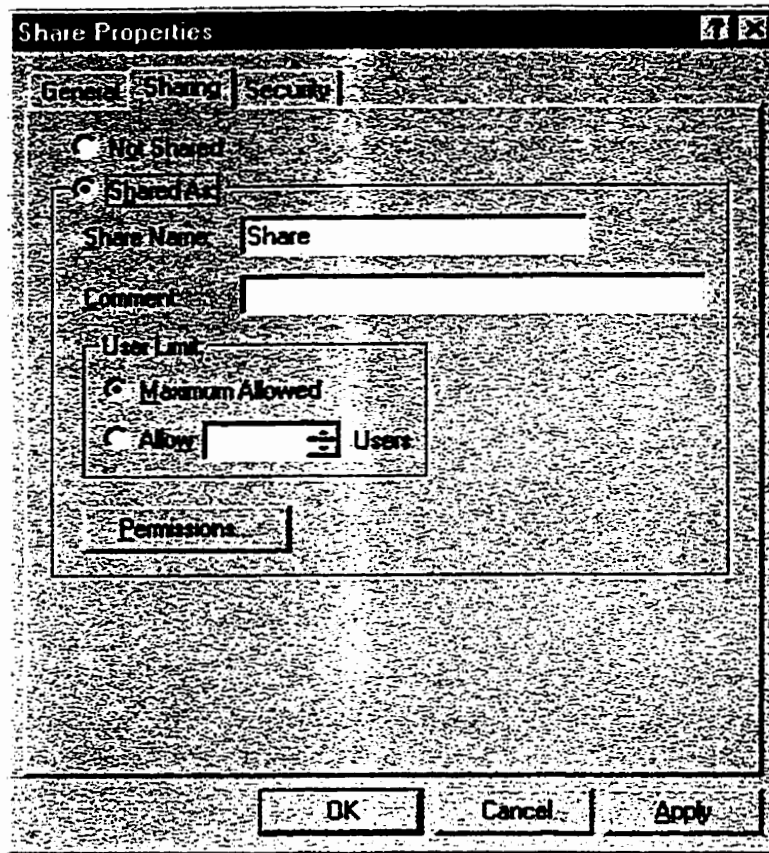 Share Properties
General Sharing Security
Not Shared
Shared As:
Share Name: Share
Comment:
User Limit:
Maximum Allowed
Allow Users
Permissions...
OK Cancel Apply